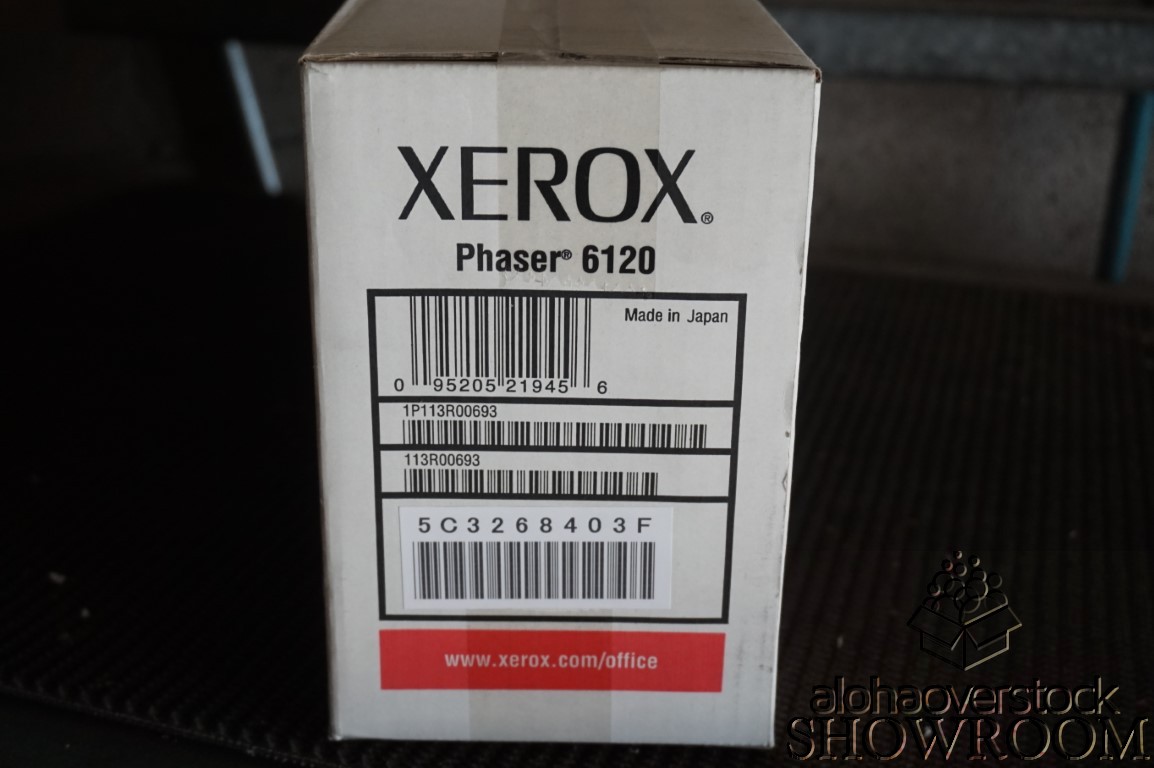 XEROX®
Phaser® 6120
Made in Japan
0 95205 21945 6
1P113R00693
113R00693
5C3268403F
www.xerox.com/office
alohaoverstock
SHOWROOM